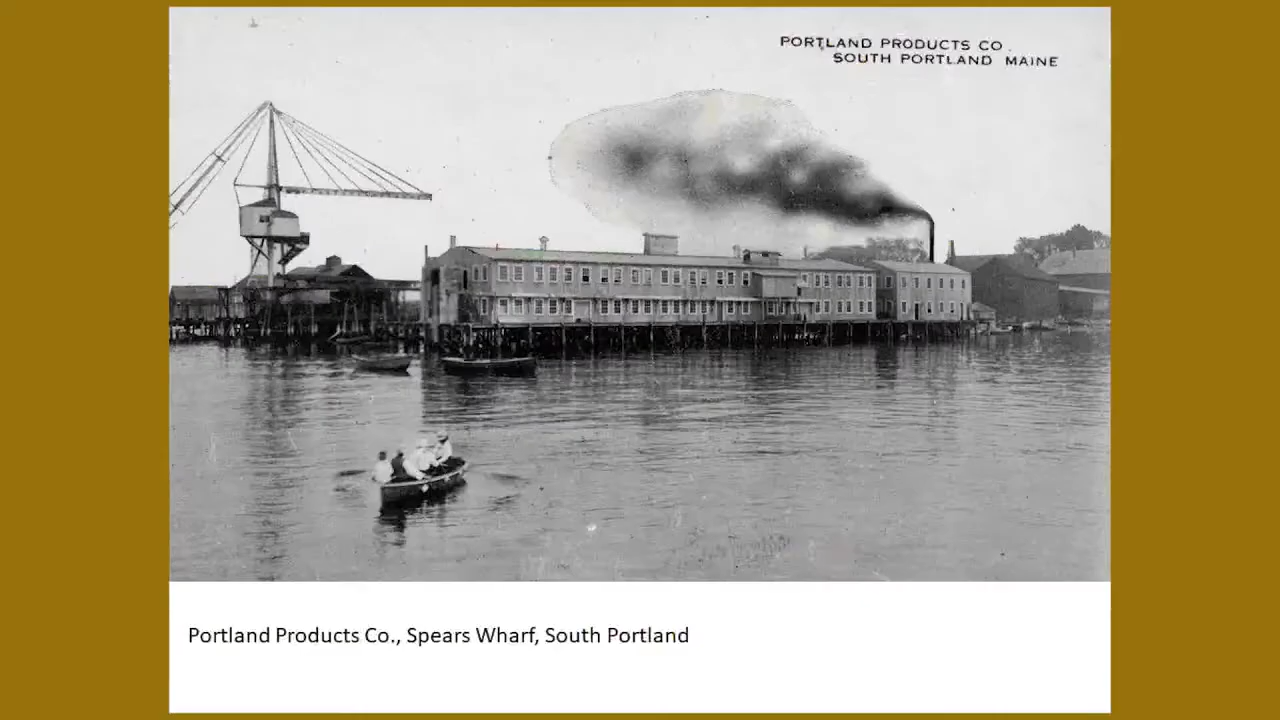 PORTLAND PRODUCTS CO.
SOUTH PORTLAND MAINE
Portland Products Co., Spears Wharf, South Portland